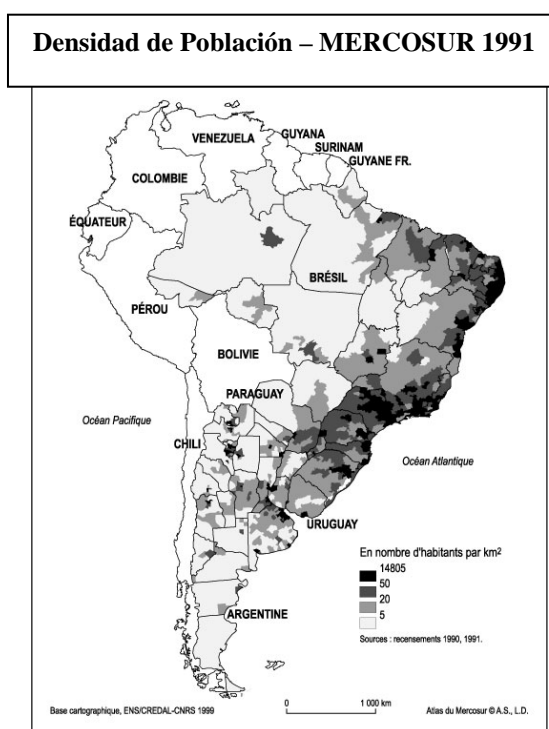 Densidad de Población – MERCOSUR 1991
VENEZUELA
GUYANA
SURINAM
GUYANE FR.
COLOMBIE
ÉQUATEUR
BRÉSIL
PÉROU
BOLIVIE
PARAGUAY
Océan Pacifique
CHILI
Océan Atlantique
URUGUAY
En nombre d'habitants par km²
14805
50
20
5
ARGENTINE
Sources : recensements 1990, 1991.
0 1 000 km
Base cartographique, ENS/CREDAL-CNRS 1999
Atlas du Mercosur © A.S., L.D.